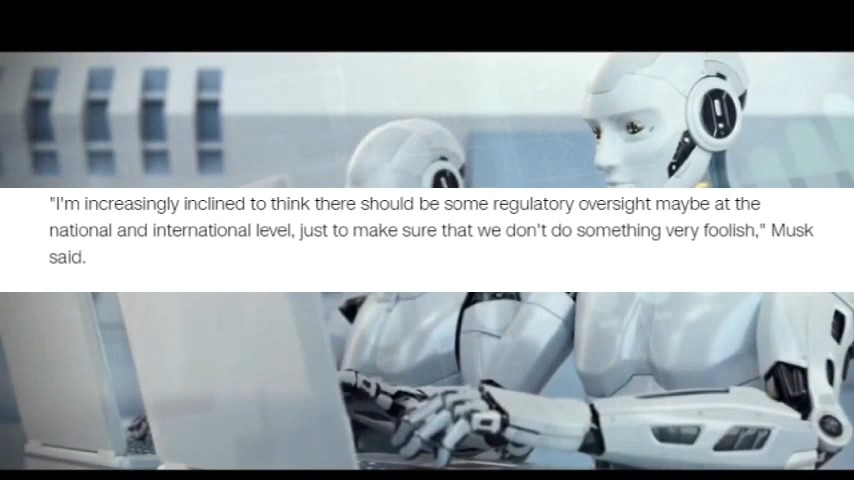 "I'm increasingly inclined to think there should be some regulatory oversight maybe at the
national and international level, just to make sure that we don't do something very foolish," Musk
said.